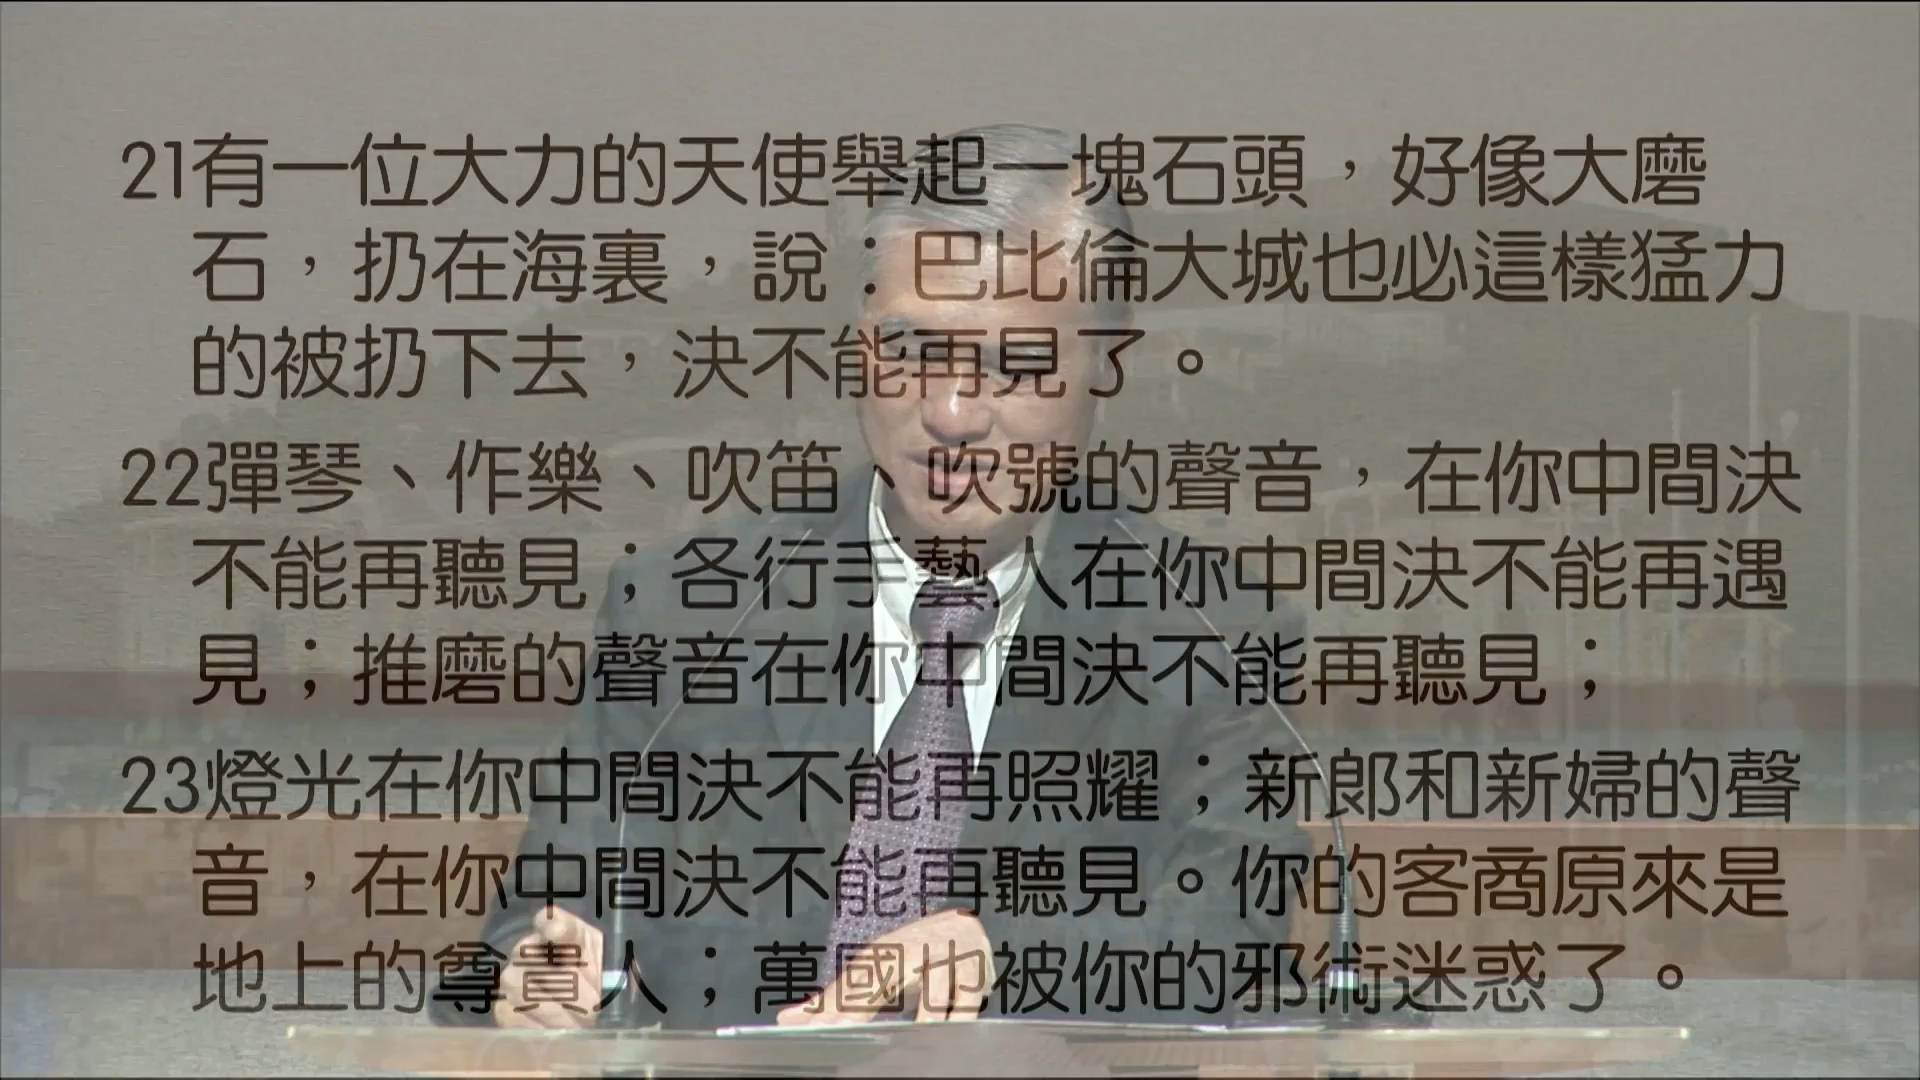 21有一位大力的天使舉起一塊石頭，好像大磨
石，扔在海裏，說：巴比倫大城也必這樣猛力
的被扔下去，決不能再見了。
22彈琴、作樂、吹笛、吹號的聲音，在你中間決
不能再聽見；各行手藝人在你中間決不能再遇
見；推磨的聲音在你中間決不能再聽見；
23燈光在你中間決不能再照耀；新郎和新婦的聲
音，在你中間決不能再聽見。你的客商原來是
地上的尊貴人；萬國也被你的邪術迷惑了。